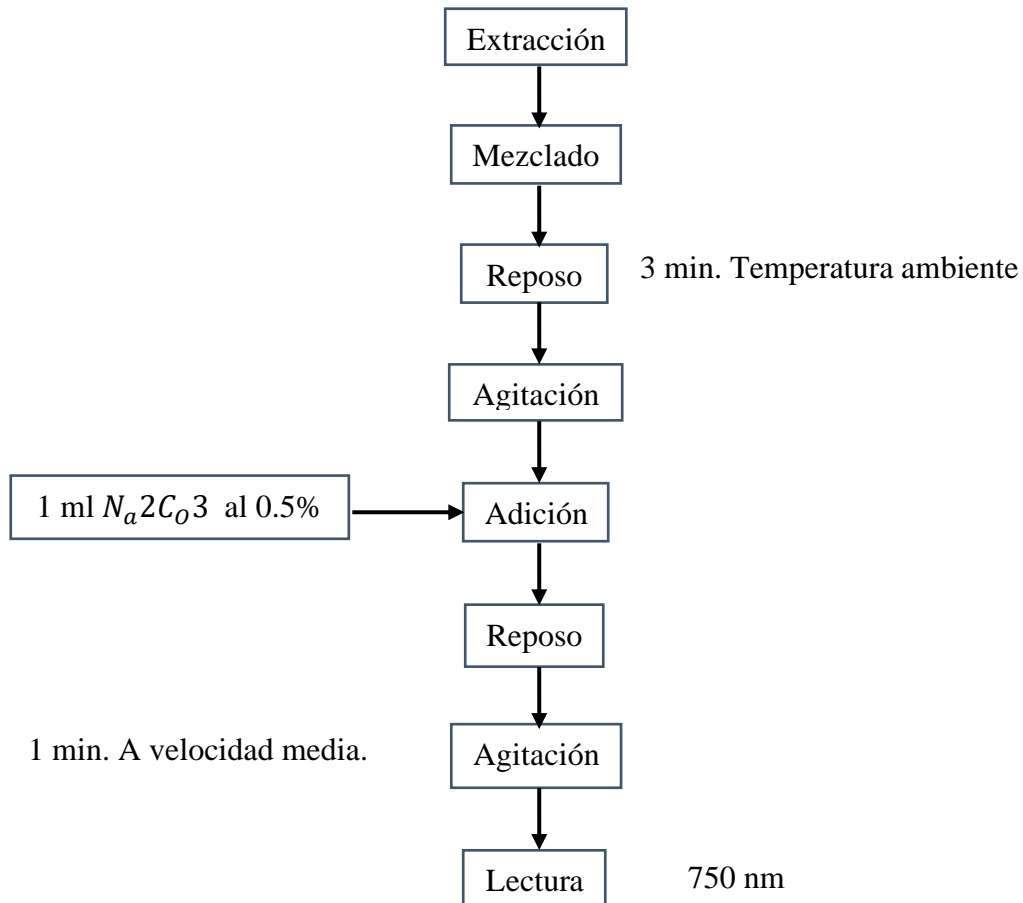 Extracción
Mezclado
Reposo
3 min. Temperatura ambiente
Agitación
1 ml N_a2C_O3 al 0.5%
Adición
Reposo
1 min. A velocidad media.
Agitación
Lectura
750 nm